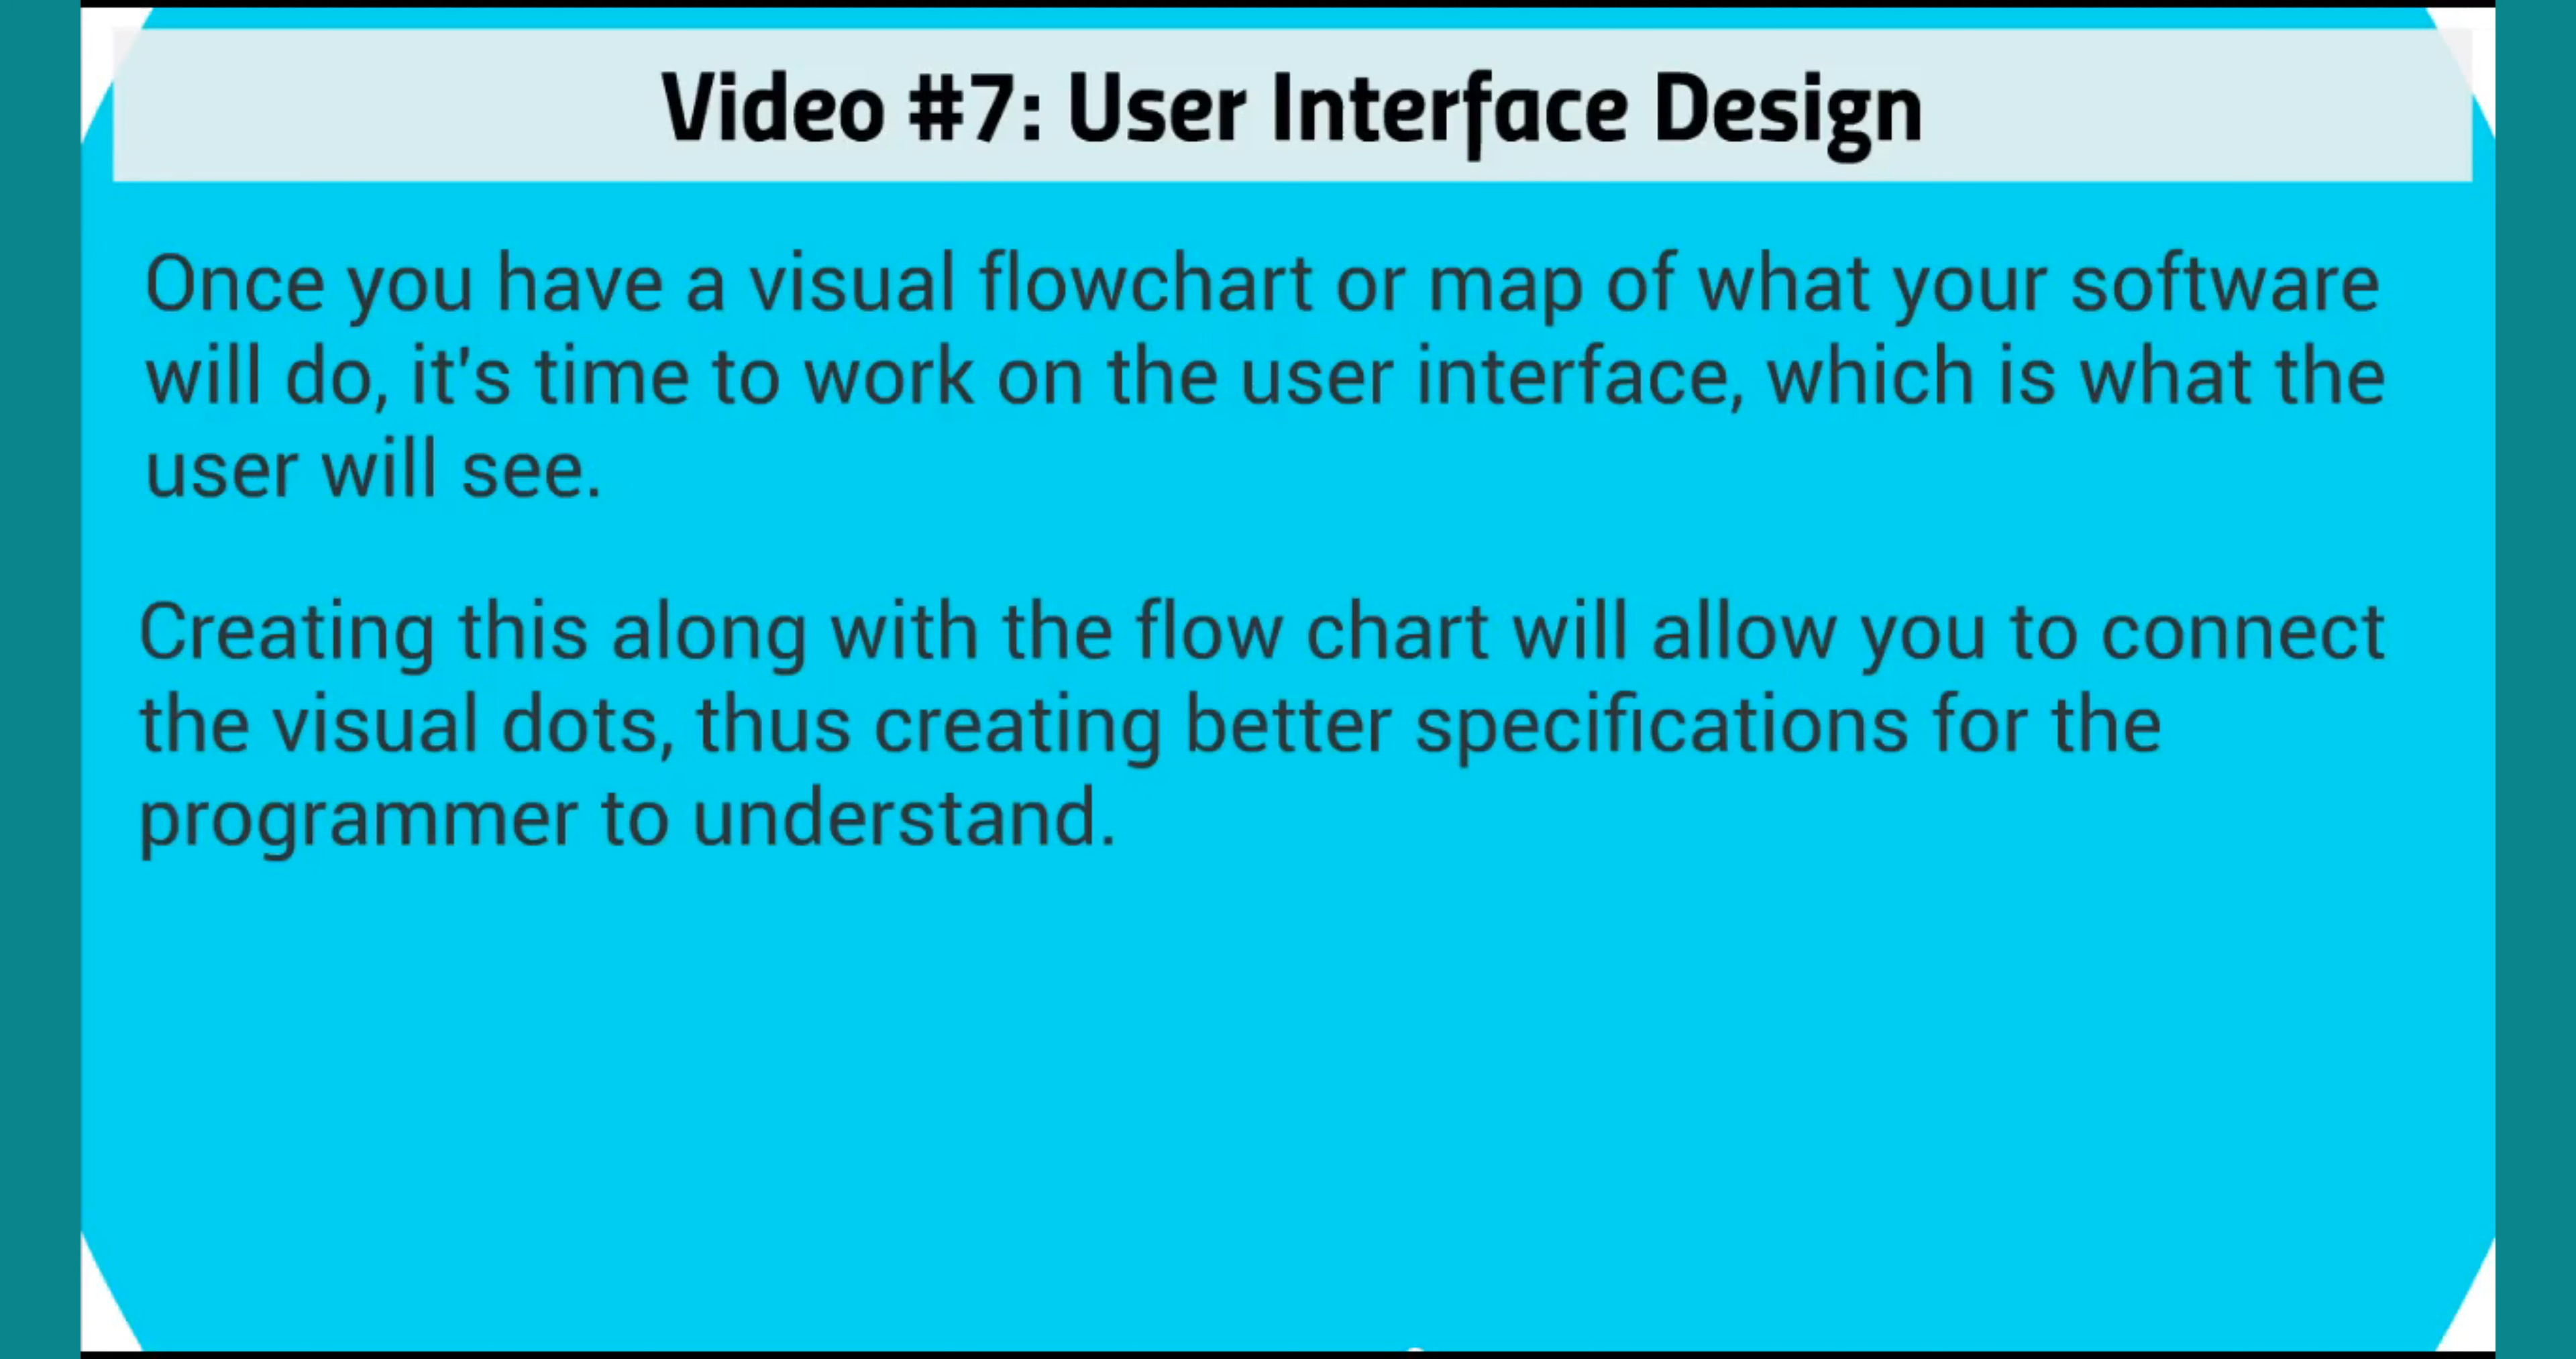 Video #7: User Interface Design
Once you have a visual flowchart or map of what your software
will do, it's time to work on the user interface, which is what the
user will see.
Creating this along with the flow chart will allow you to connect
the visual dots, thus creating better specifications for the
programmer to understand.